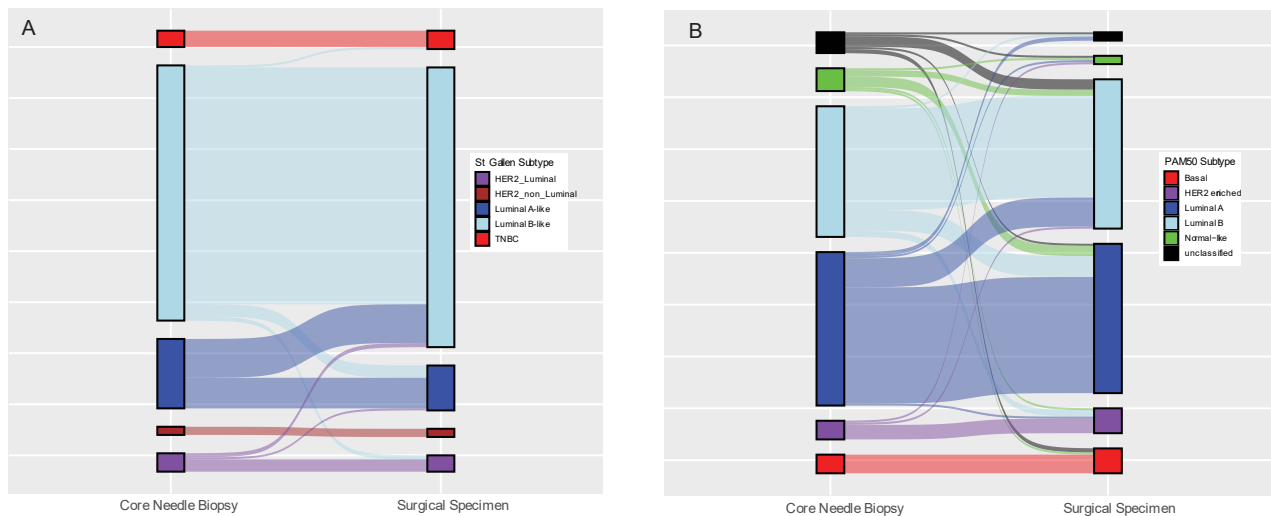 A
St Gallen Subtype
HER2_Luminal
HER2_non_Luminal
Luminal A-like
Luminal B-like
TNBC
Core Needle Biopsy
Surgical Specimen
B
PAM50 Subtype
Basal
HER2 enriched
Luminal A
Luminal B
Normal-like
unclassified
Core Needle Biopsy
Surgical Specimen